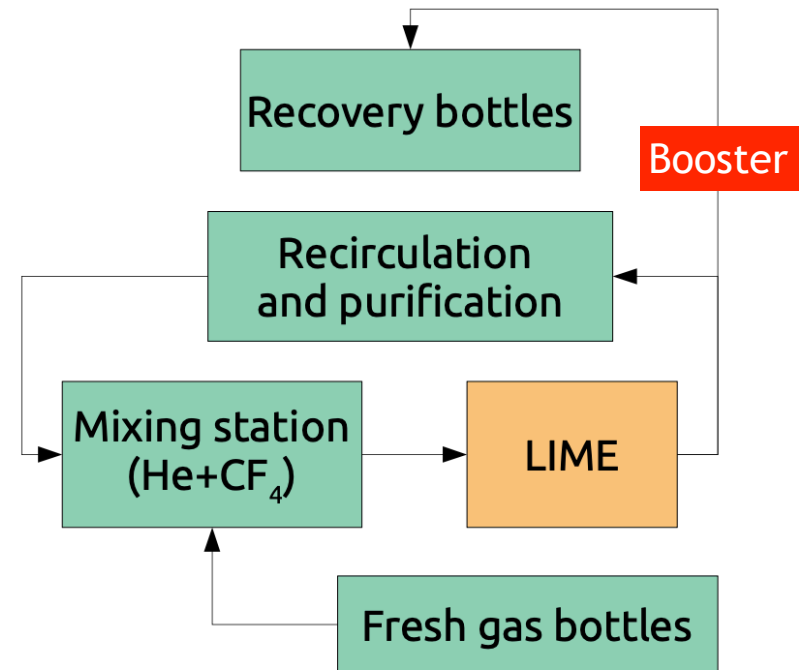 Recovery bottles
Booster
Recirculation
and purification
Mixing station
(He+CF₄)
LIME
Fresh gas bottles